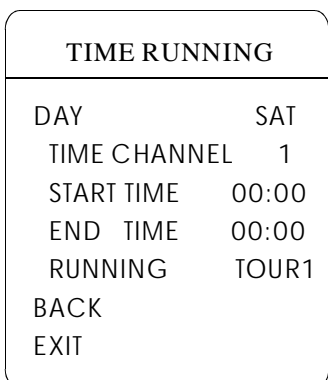 TIME RUNNING
DAY SAT
TIME CHANNEL 1
START TIME 00:00
END TIME 00:00
RUNNING TOUR1
BACK
EXIT